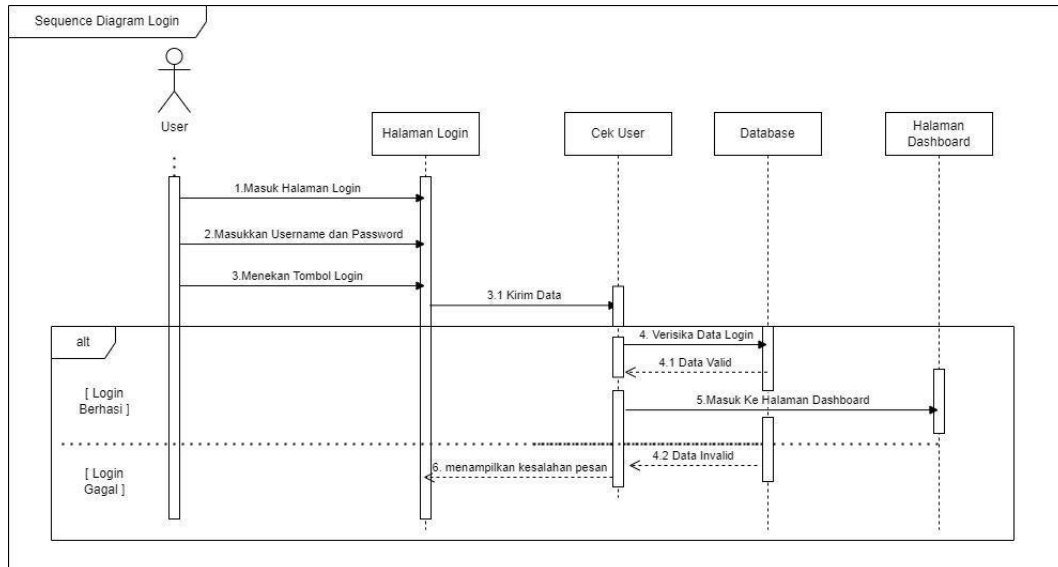 Sequence Diagram Login
User
Halaman Login
Cek User
Database
Halaman
Dashboard
1.Masuk Halaman Login
2.Masukkan Username dan Password
3.Menekan Tombol Login
3.1 Kirim Data
alt
4. Verisika Data Login
4.1 Data Valid
[ Login
Berhasi ]
5.Masuk Ke Halaman Dashboard
4.2 Data Invalid
6. menampilkan kesalahan pesan
[ Login
Gagal ]